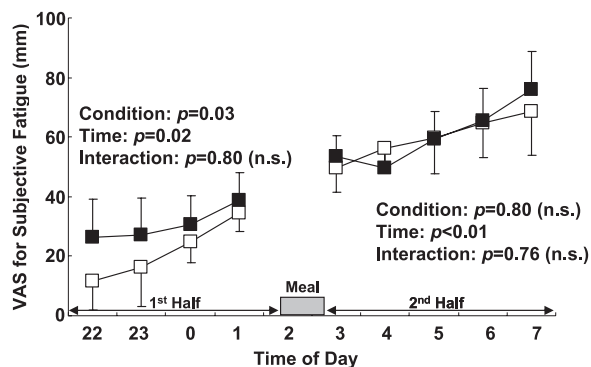 VAS for Subjective Fatigue (mm)
100
80
60
40
20
0
Condition: p=0.03
Time: p=0.02
Interaction: p=0.80 (n.s.)
Condition: p=0.80 (n.s.)
Time: p<0.01
Interaction: p=0.76 (n.s.)
Meal
1st Half
2nd Half
22 23 0 1 2 3 4 5 6 7
Time of Day